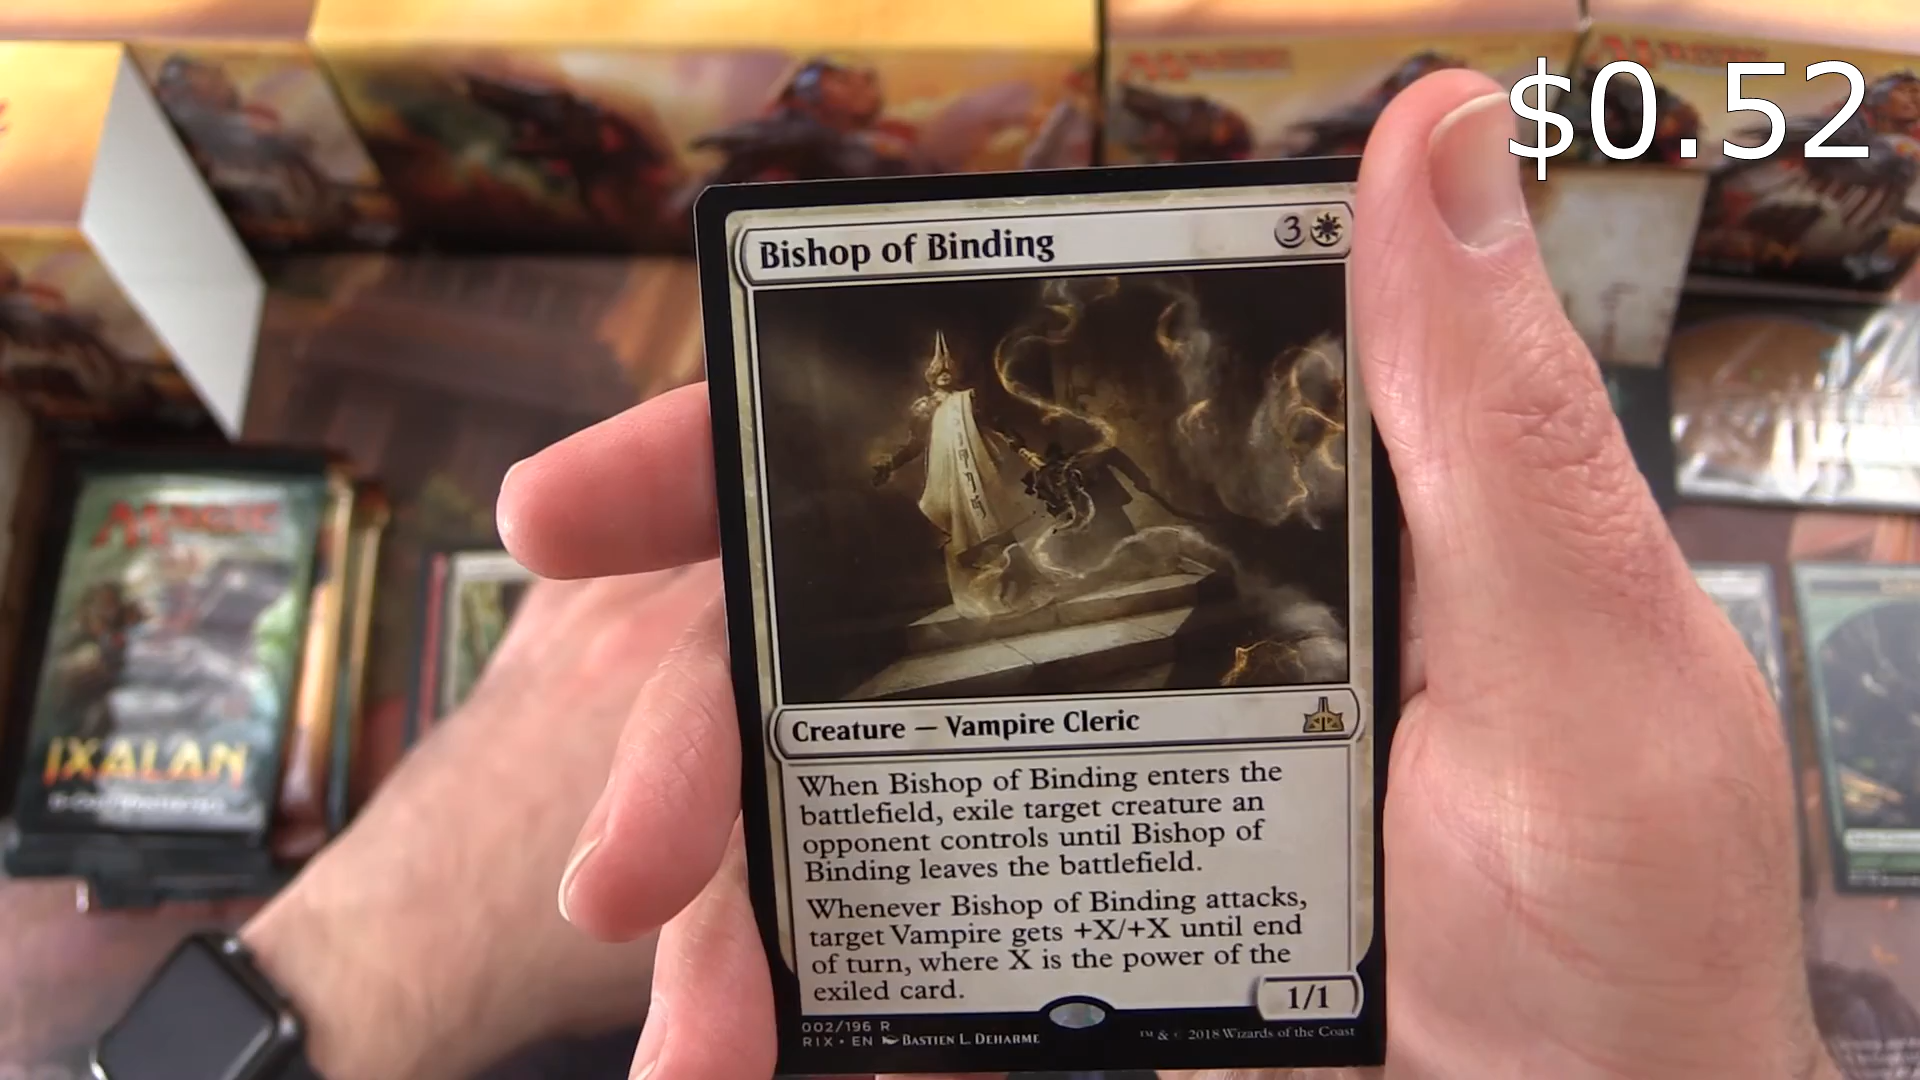 $0.52
MAGIC
MAGIC
Bishop of Binding
3
Creature — Vampire Cleric
When Bishop of Binding enters the
battlefield, exile target creature an
opponent controls until Bishop of
Binding leaves the battlefield.
Whenever Bishop of Binding attacks,
target Vampire gets +X/+X until end
of turn, where X is the power of the
exiled card.
1/1
002/196 R
RIX • EN BASTIEN L. DEHARME
™ & © 2018 Wizards of the Coast
MAGIC
IXALAN